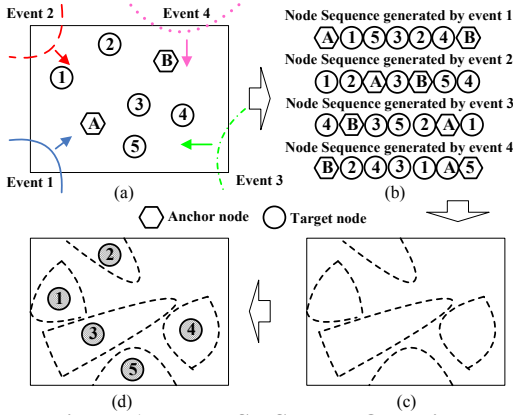 Event 2
Event 4
2
B
1
3
4
A
5
Event 1
Event 3
(a)
Node Sequence generated by event 1
A 1 5 3 2 4 B
Node Sequence generated by event 2
1 2 A 3 B 5 4
Node Sequence generated by event 3
4 B 3 5 2 A 1
Node Sequence generated by event 4
B 2 4 3 1 A 5
(b)
Anchor node
Target node
2
1
3
4
5
(d)
(c)